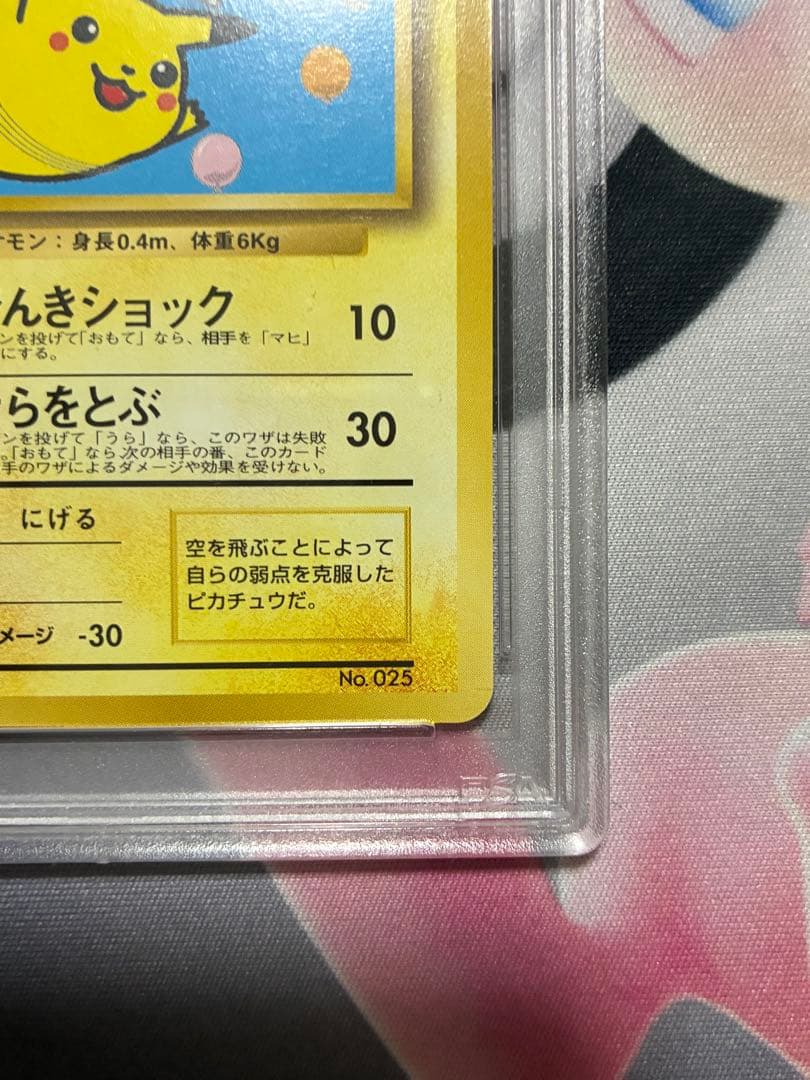 モン：身長0.4m、体重6Kg
んきショック 10
ンを投げて「おもて」なら、相手を「マヒ」
にする。
らをとぶ 30
ンを投げて「うら」なら、このワザは失敗
。「おもて」なら、次の相手の番、このカード
手のワザによるダメージや効果を受けない。
にげる
空を飛ぶことによって
自らの弱点を克服した
ピカチュウだ。
メージ -30
No. 025
PSA